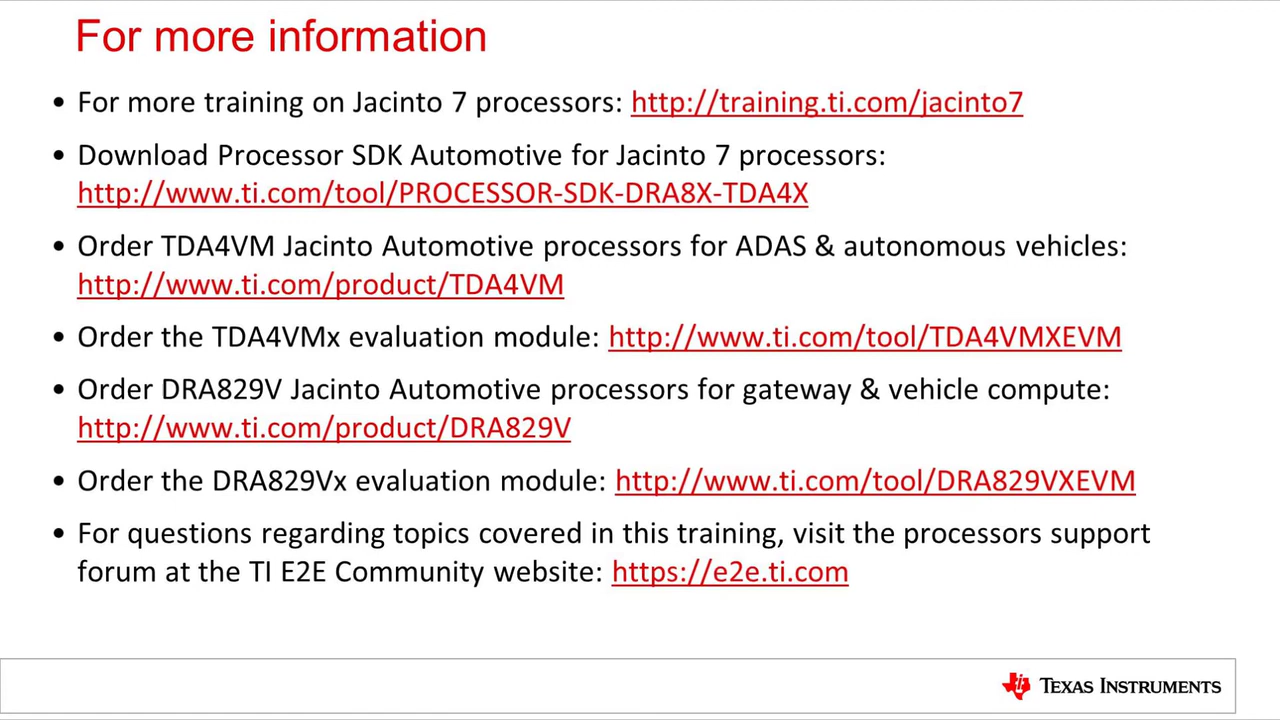 For more information
• For more training on Jacinto 7 processors: http://training.ti.com/jacinto7
• Download Processor SDK Automotive for Jacinto 7 processors:
http://www.ti.com/tool/PROCESSOR-SDK-DRA8X-TDA4X
• Order TDA4VM Jacinto Automotive processors for ADAS & autonomous vehicles:
http://www.ti.com/product/TDA4VM
• Order the TDA4VMx evaluation module: http://www.ti.com/tool/TDA4VMXEVM
• Order DRA829V Jacinto Automotive processors for gateway & vehicle compute:
http://www.ti.com/product/DRA829V
• Order the DRA829Vx evaluation module: http://www.ti.com/tool/DRA829VXEVM
• For questions regarding topics covered in this training, visit the processors support
forum at the TI E2E Community website: https://e2e.ti.com
TEXAS INSTRUMENTS